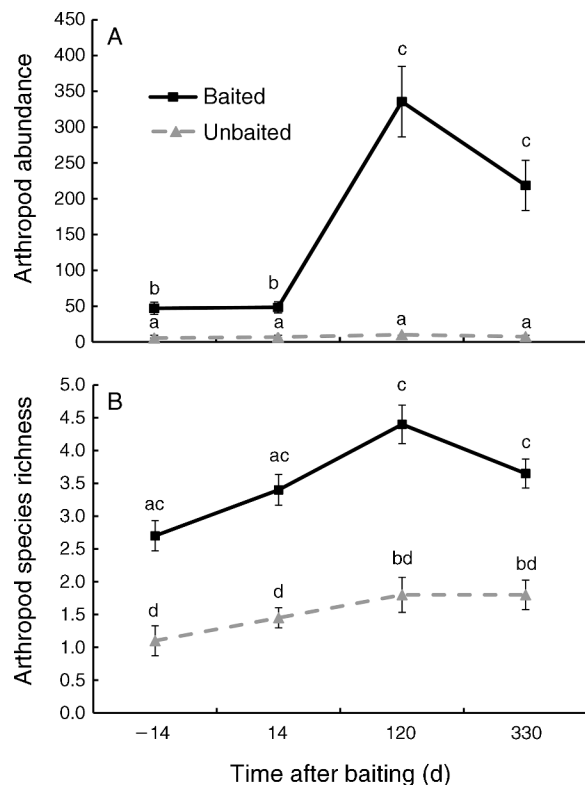 A
450
400
350
300
250
200
150
100
50
0
Arthropod abundance
Baited
Unbaited
b
b
c
c
a
a
a
a
B
5.0
4.5
4.0
3.5
3.0
2.5
2.0
1.5
1.0
0.5
0.0
Arthropod species richness
ac
ac
c
c
d
d
bd
bd
−14
14
120
330
Time after baiting (d)